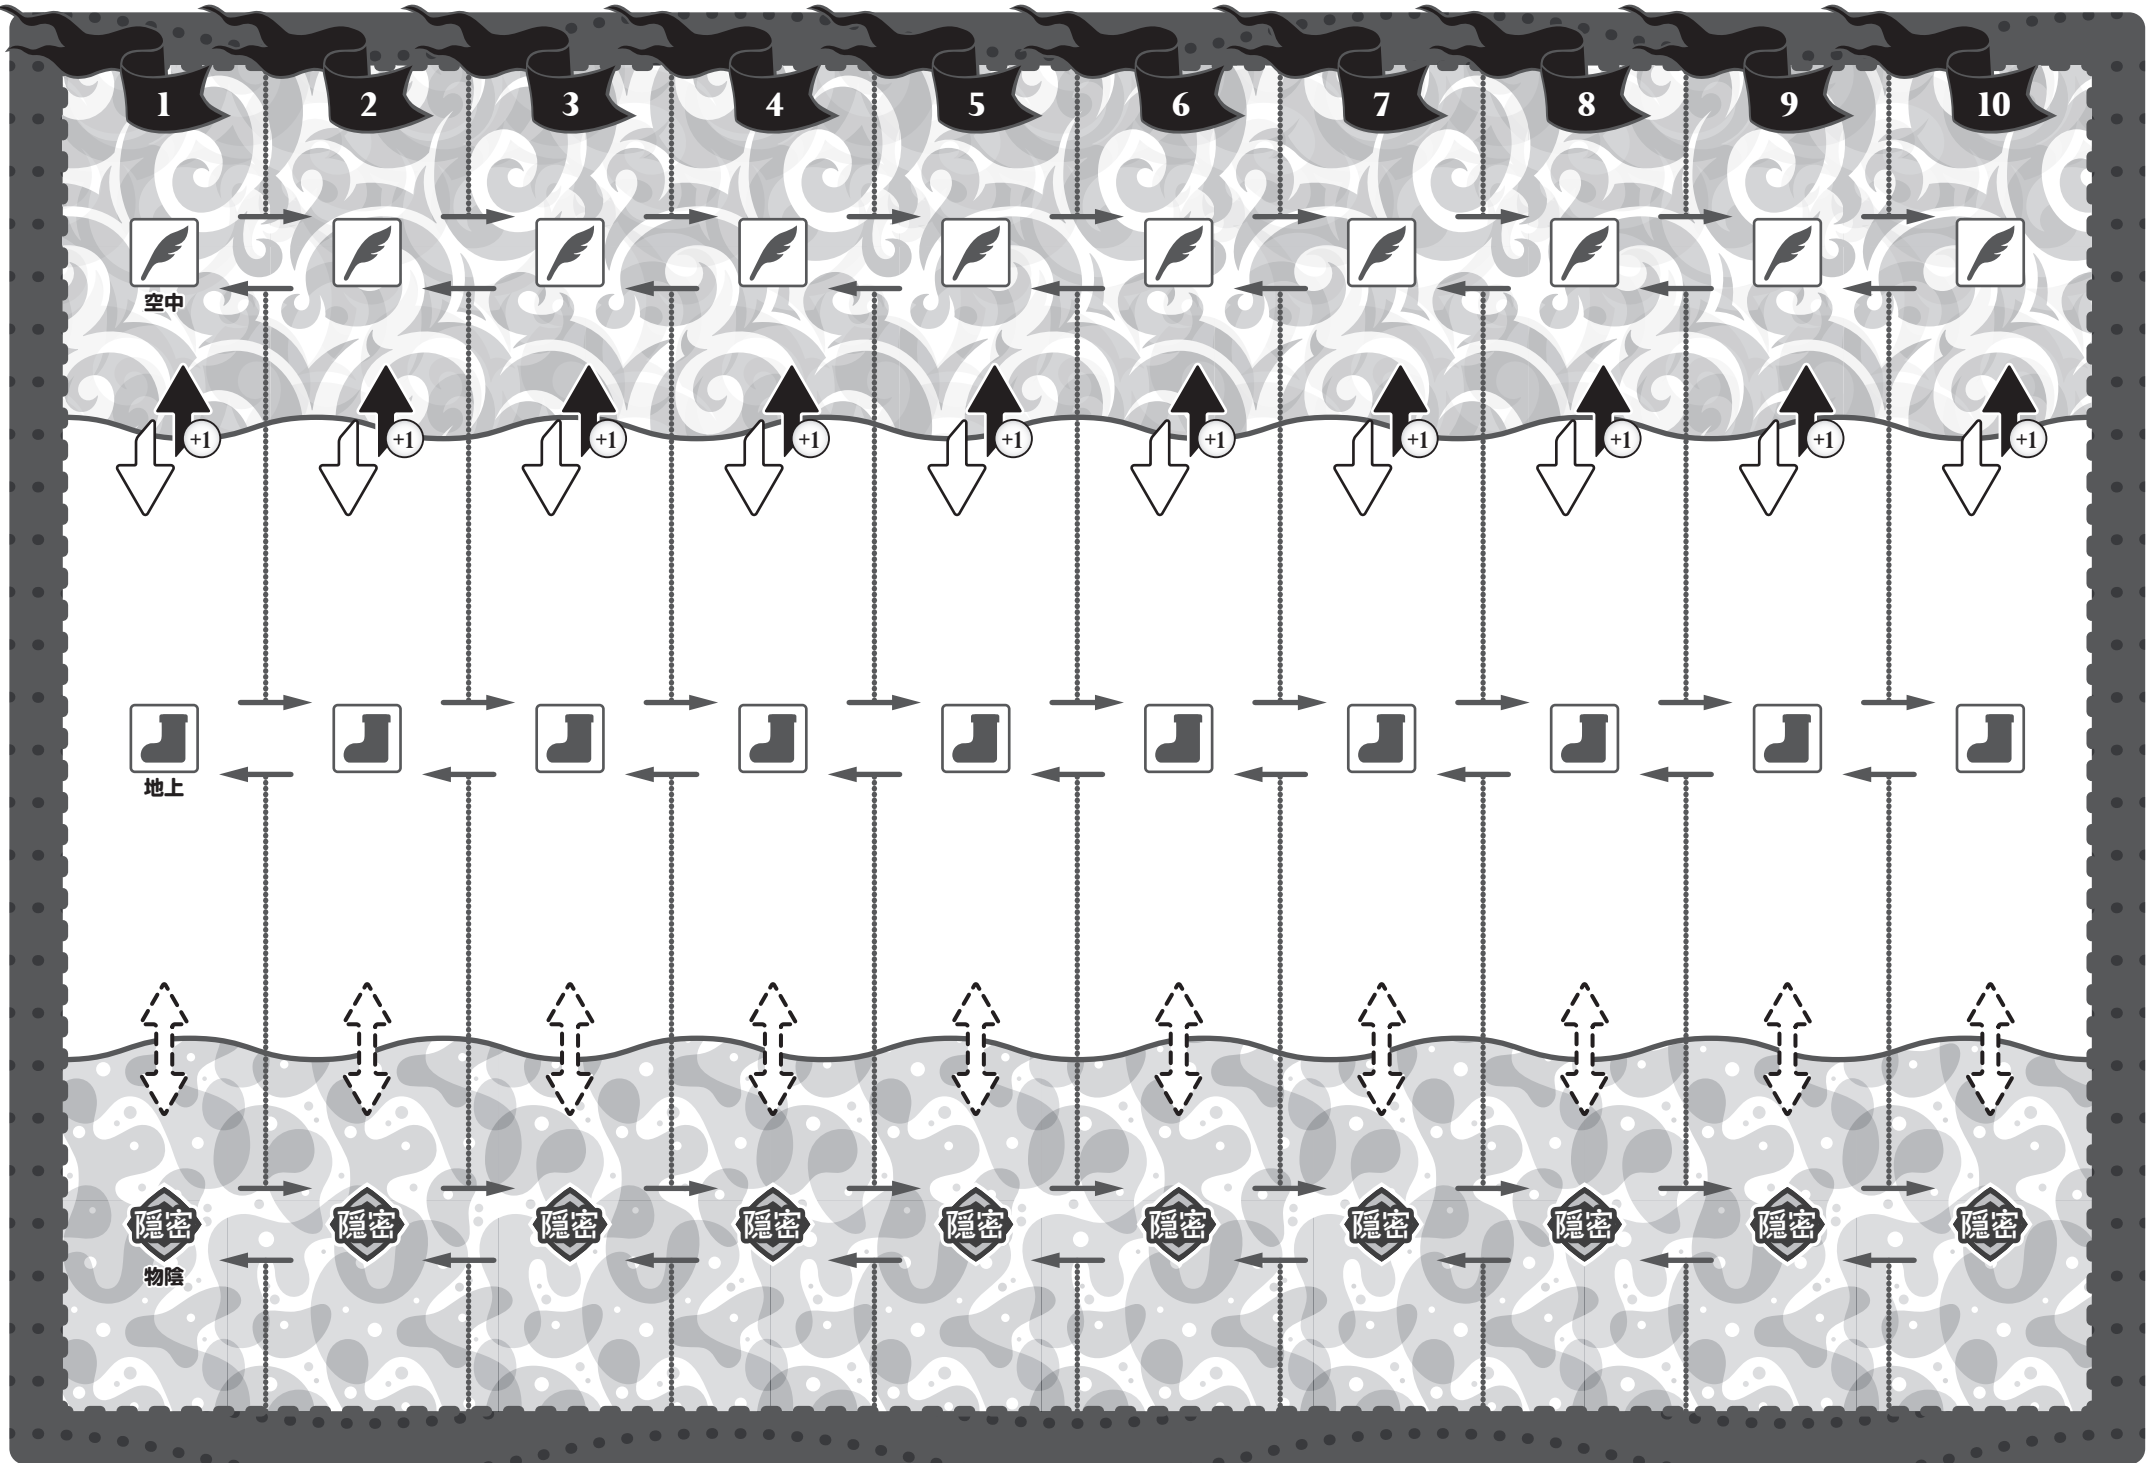 1 2 3 4 5 6 7 8 9 10
空中
+1 +1 +1 +1 +1 +1 +1 +1 +1 +1
地上
隠密 隠密 隠密 隠密 隠密 隠密 隠密 隠密 隠密 隠密
物陰